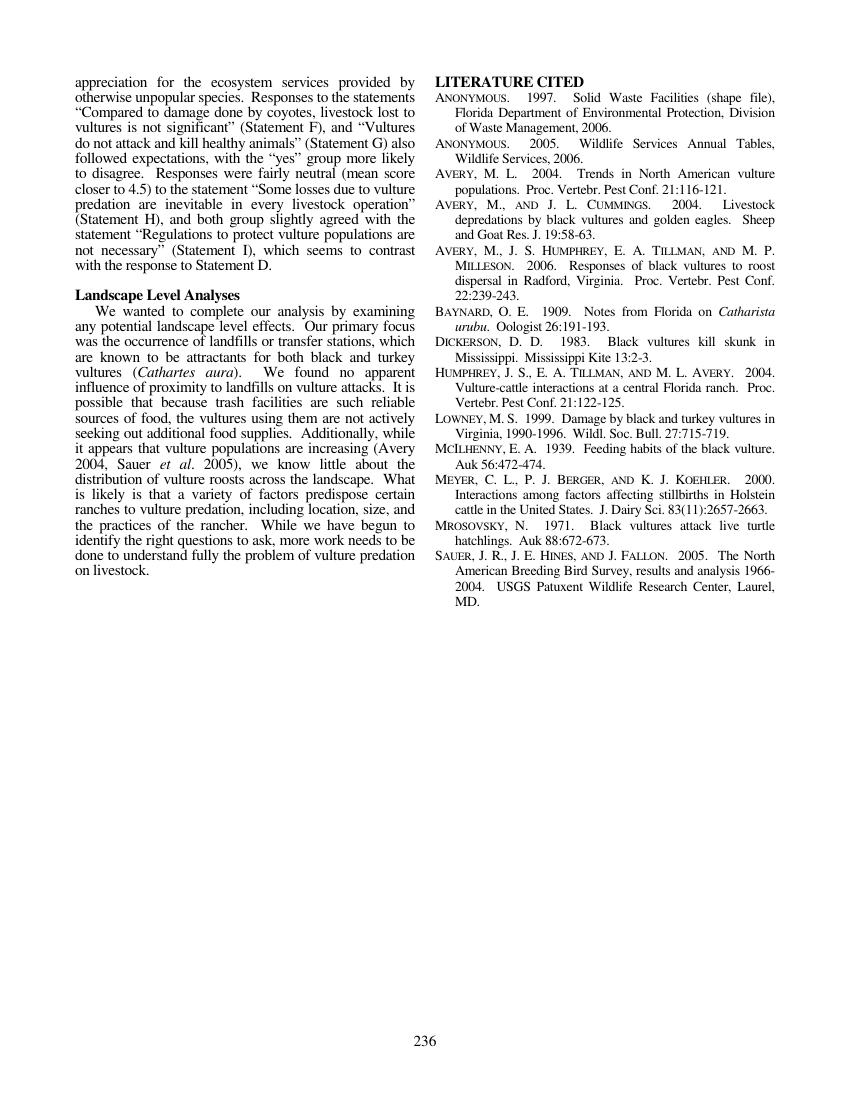 appreciation for the ecosystem services provided by
otherwise unpopular species. Responses to the statements
“Compared to damage done by coyotes, livestock lost to
vultures is not significant” (Statement F), and “Vultures
do not attack and kill healthy animals” (Statement G) also
followed expectations, with the “yes” group more likely
to disagree. Responses were fairly neutral (mean score
closer to 4.5) to the statement “Some losses due to vulture
predation are inevitable in every livestock operation”
(Statement H), and both group slightly agreed with the
statement “Regulations to protect vulture populations are
not necessary” (Statement I), which seems to contrast
with the response to Statement D.
Landscape Level Analyses
We wanted to complete our analysis by examining
any potential landscape level effects. Our primary focus
was the occurrence of landfills or transfer stations, which
are known to be attractants for both black and turkey
vultures (Cathartes aura). We found no apparent
influence of proximity to landfills on vulture attacks. It is
possible that because trash facilities are such reliable
sources of food, the vultures using them are not actively
seeking out additional food supplies. Additionally, while
it appears that vulture populations are increasing (Avery
2004, Sauer et al. 2005), we know little about the
distribution of vulture roosts across the landscape. What
is likely is that a variety of factors predispose certain
ranches to vulture predation, including location, size, and
the practices of the rancher. While we have begun to
identify the right questions to ask, more work needs to be
done to understand fully the problem of vulture predation
on livestock.
LITERATURE CITED
ANONYMOUS. 1997. Solid Waste Facilities (shape file),
Florida Department of Environmental Protection, Division
of Waste Management, 2006.
ANONYMOUS. 2005. Wildlife Services Annual Tables,
Wildlife Services, 2006.
AVERY, M. L. 2004. Trends in North American vulture
populations. Proc. Vertebr. Pest Conf. 21:116-121.
AVERY, M., AND J. L. CUMMINGS. 2004. Livestock
depredations by black vultures and golden eagles. Sheep
and Goat Res. J. 19:58-63.
AVERY, M., J. S. HUMPHREY, E. A. TILLMAN, AND M. P.
MILLESON. 2006. Responses of black vultures to roost
dispersal in Radford, Virginia. Proc. Vertebr. Pest Conf.
22:239-243.
BAYNARD, O. E. 1909. Notes from Florida on Catharista
urubu. Oologist 26:191-193.
DICKERSON, D. D. 1983. Black vultures kill skunk in
Mississippi. Mississippi Kite 13:2-3.
HUMPHREY, J. S., E. A. TILLMAN, AND M. L. AVERY. 2004.
Vulture-cattle interactions at a central Florida ranch. Proc.
Vertebr. Pest Conf. 21:122-125.
LOWNEY, M. S. 1999. Damage by black and turkey vultures in
Virginia, 1990-1996. Wildl. Soc. Bull. 27:715-719.
MCILHENNY, E. A. 1939. Feeding habits of the black vulture.
Auk 56:472-474.
MEYER, C. L., P. J. BERGER, AND K. J. KOEHLER. 2000.
Interactions among factors affecting stillbirths in Holstein
cattle in the United States. J. Dairy Sci. 83(11):2657-2663.
MROSOVSKY, N. 1971. Black vultures attack live turtle
hatchlings. Auk 88:672-673.
SAUER, J. R., J. E. HINES, AND J. FALLON. 2005. The North
American Breeding Bird Survey, results and analysis 1966-
2004. USGS Patuxent Wildlife Research Center, Laurel,
MD.
236